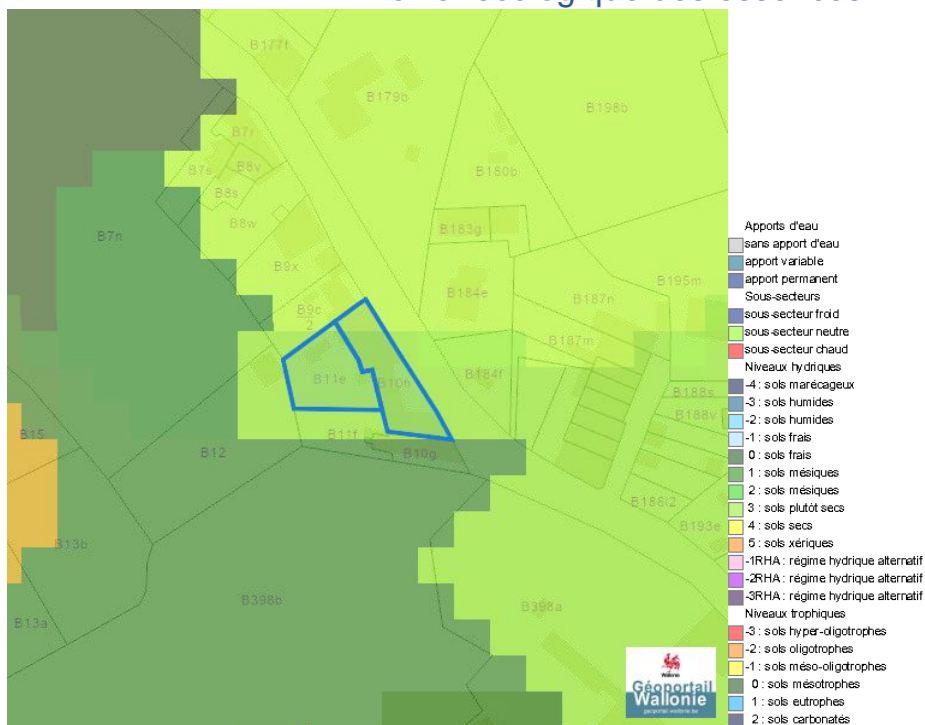 B177f
B179b
B198b
B7r
B7s
B8v
B180b
B8s
B7n
B8w
B183g
B9x
B195m
B184e
B187n
B9c
2
B187m
B11e
B10n
B184f
B188s
B15
B11f
B188v
B12
B10g
B193e
B13b
B398b
B398a
B13a
Apports d'eau
sans apport d'eau
apport variable
apport permanent
Sous-secteurs
sous-secteur froid
sous-secteur neutre
sous-secteur chaud
Niveaux hydriques
-4 : sols marécageux
-3 : sols humides
-2 : sols humides
-1 : sols frais
0 : sols frais
1 : sols mésiques
2 : sols mésiques
3 : sols plutôt secs
4 : sols secs
5 : sols xériques
-1RHA : régime hydrique alternatif
-2RHA : régime hydrique alternatif
-3RHA : régime hydrique alternatif
Niveaux trophiques
-3 : sols hyper-oligotrophes
-2 : sols oligotrophes
-1 : sols méso-oligotrophes
0 : sols mésotrophes
1 : sols eutrophes
2 : sols carbonatés
Wallonie
Géoportail
Wallonie
geoportail.wallonie.be